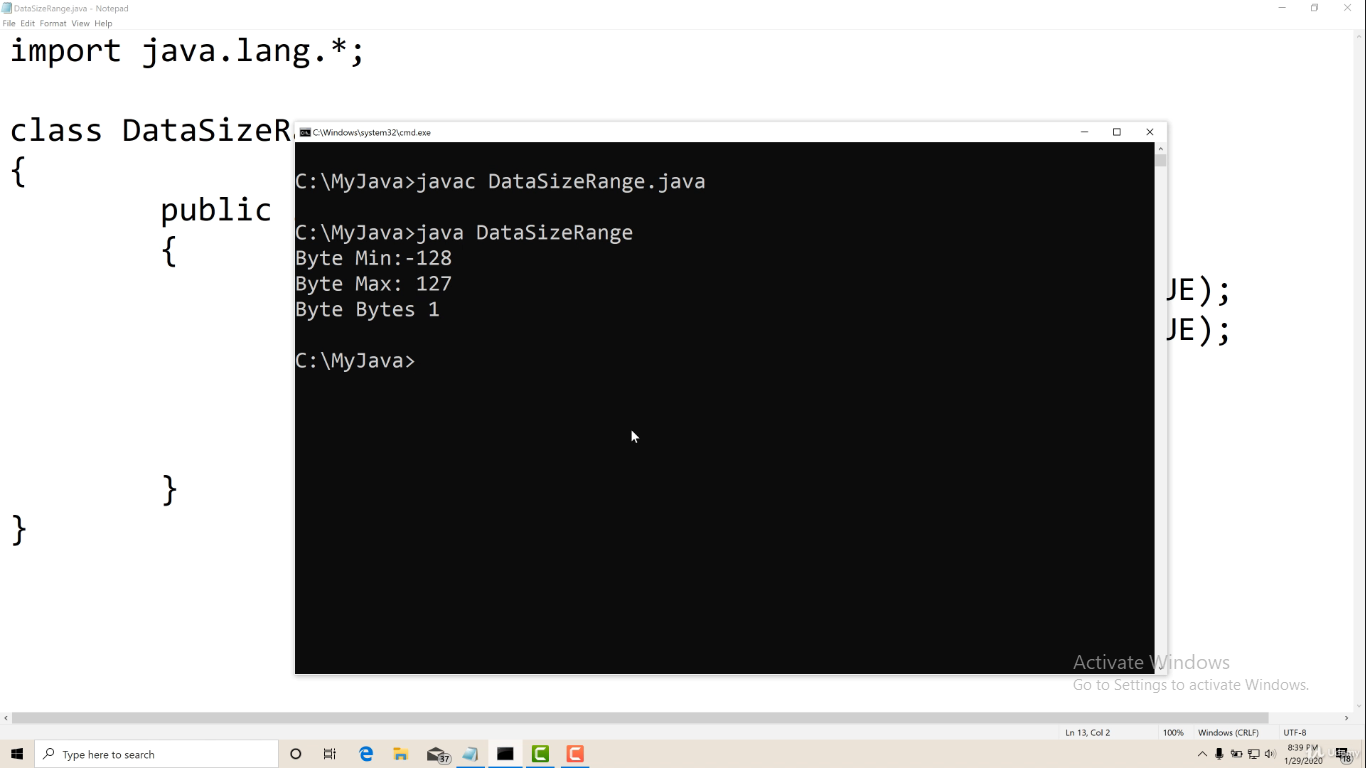 DataSizeRange.java - Notepad
File Edit Format View Help
import java.lang.*;
class DataSizeR
{
public
{
UE);
UE);
}
}
C:\Windows\system32\cmd.exe
C:\MyJava>javac DataSizeRange.java
C:\MyJava>java DataSizeRange
Byte Min:-128
Byte Max: 127
Byte Bytes 1
C:\MyJava>
Activate Windows
Go to Settings to activate Windows.
Ln 13, Col 2 100% Windows (CRLF) UTF-8
Type here to search
37
8:39 PM
1/29/2020
18